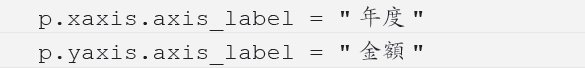 p.xaxis.axis_label = "年度"
p.yaxis.axis_label = "金額"